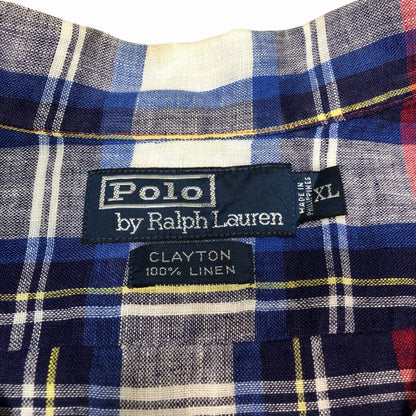 Polo
by Ralph Lauren
MADE IN
PHILIPPINES
XL
CLAYTON
100% LINEN